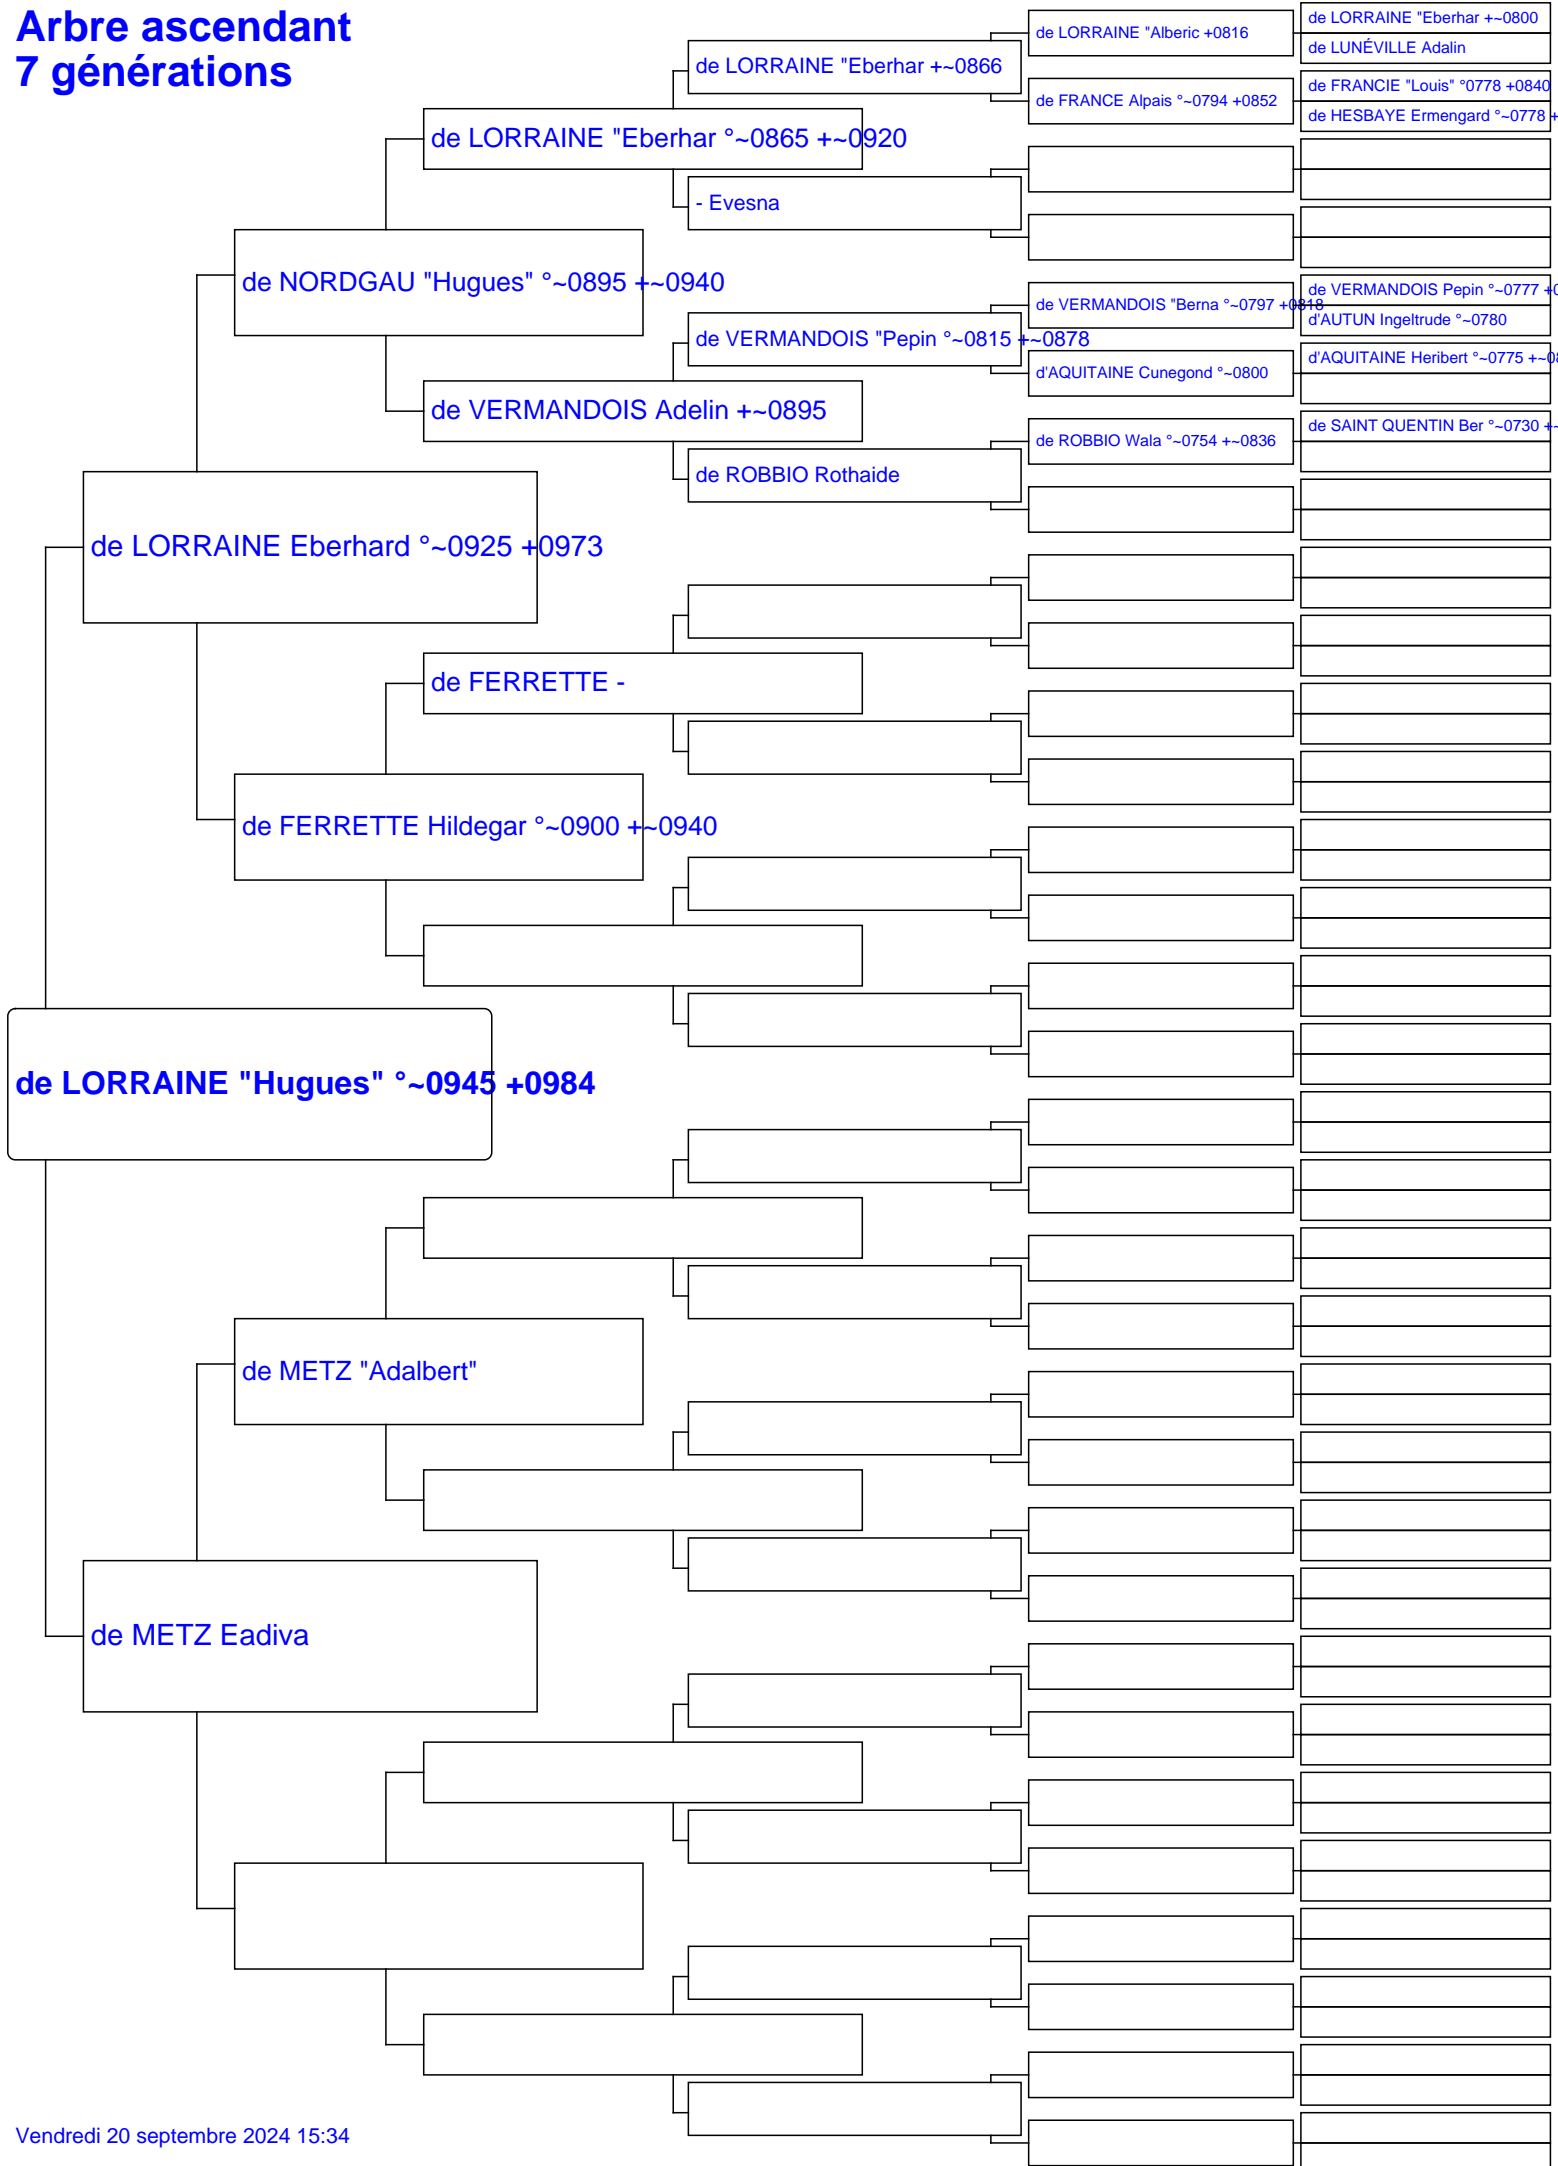 Arbre ascendant
7 générations
de LORRAINE "Alberic +0816
de LORRAINE "Eberhar +~0800
de LUNÉVILLE Adalin
de LORRAINE "Eberhar +~0866
de FRANCE Alpais °~0794 +0852
de FRANCIE "Louis" °0778 +0840
de HESBAYE Ermengard °~0778 +
de LORRAINE "Eberhar °~0865 +~0920
- Evesna
de NORDGAU "Hugues" °~0895 +~0940
de VERMANDOIS "Berna °~0797 +0818
de VERMANDOIS Pepin °~0777 +0
d'AUTUN Ingeltrude °~0780
de VERMANDOIS "Pepin °~0815 +~0878
d'AQUITAINE Cunegond °~0800
d'AQUITAINE Heribert °~0775 +~08
de VERMANDOIS Adelin +~0895
de ROBBIO Wala °~0754 +~0836
de SAINT QUENTIN Ber °~0730 +~
de ROBBIO Rothaide
de LORRAINE Eberhard °~0925 +0973
de FERRETTE -
de FERRETTE Hildegar °~0900 +~0940
de LORRAINE "Hugues" °~0945 +0984
de METZ "Adalbert"
de METZ Eadiva
Vendredi 20 septembre 2024 15:34